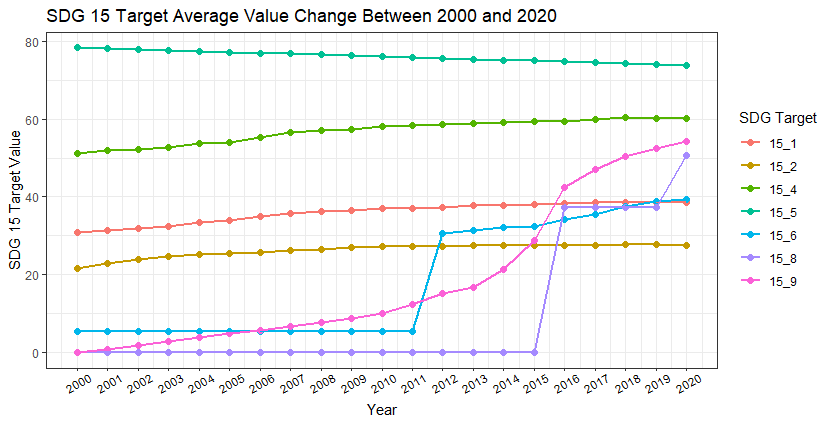 SDG 15 Target Average Value Change Between 2000 and 2020
SDG 15 Target Value
80
60
40
20
0
2000 2001 2002 2003 2004 2005 2006 2007 2008 2009 2010 2011 2012 2013 2014 2015 2016 2017 2018 2019 2020
Year
SDG Target
15_1
15_2
15_4
15_5
15_6
15_8
15_9